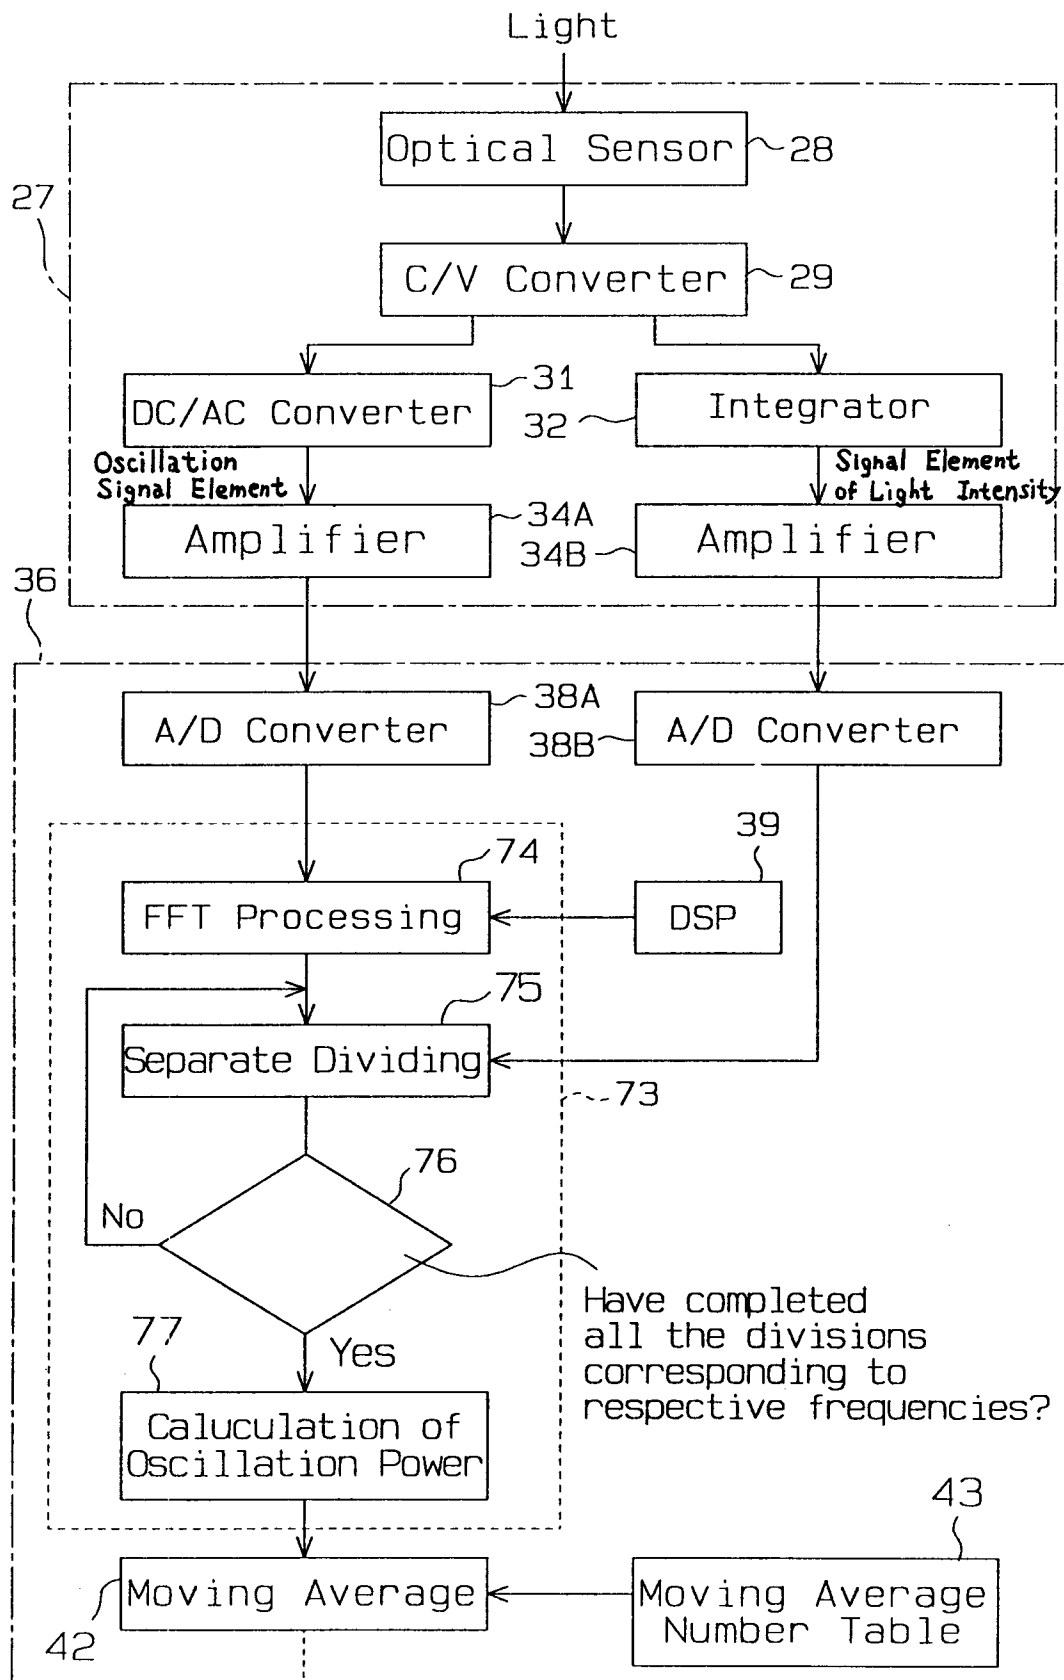 Light
Optical Sensor
28
27
C/V Converter
29
DC/AC Converter
31
Integrator
32
Oscillation
Signal Element
Signal Element
of Light Intensity
Amplifier
34A
34B
Amplifier
36
A/D Converter
38A
38B
A/D Converter
39
74
FFT Processing
DSP
75
Separate Dividing
73
76
No
Have completed
all the divisions
corresponding to
respective frequencies?
Yes
77
Caluculation of
Oscillation Power
43
Moving Average
42
Moving Average
Number Table